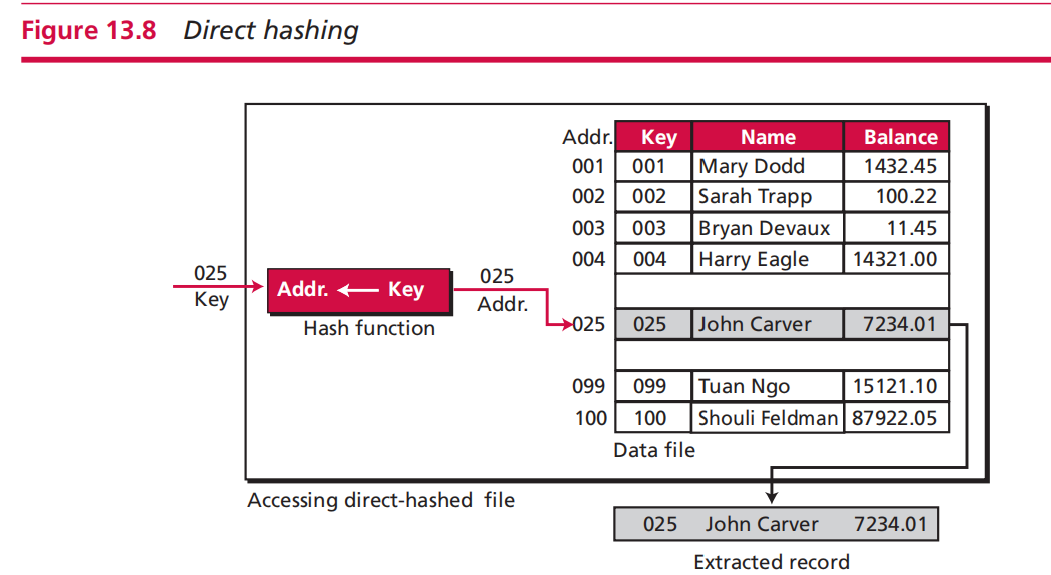 Figure 13.8 Direct hashing
Addr. Key Name Balance
001 001 Mary Dodd 1432.45
002 002 Sarah Trapp 100.22
003 003 Bryan Devaux 11.45
004 004 Harry Eagle 14321.00
025
Key
Addr. ← Key
Hash function
025
Addr.
025 025 John Carver 7234.01
099 099 Tuan Ngo 15121.10
100 100 Shouli Feldman 87922.05
Data file
Accessing direct-hashed file
025 John Carver 7234.01
Extracted record